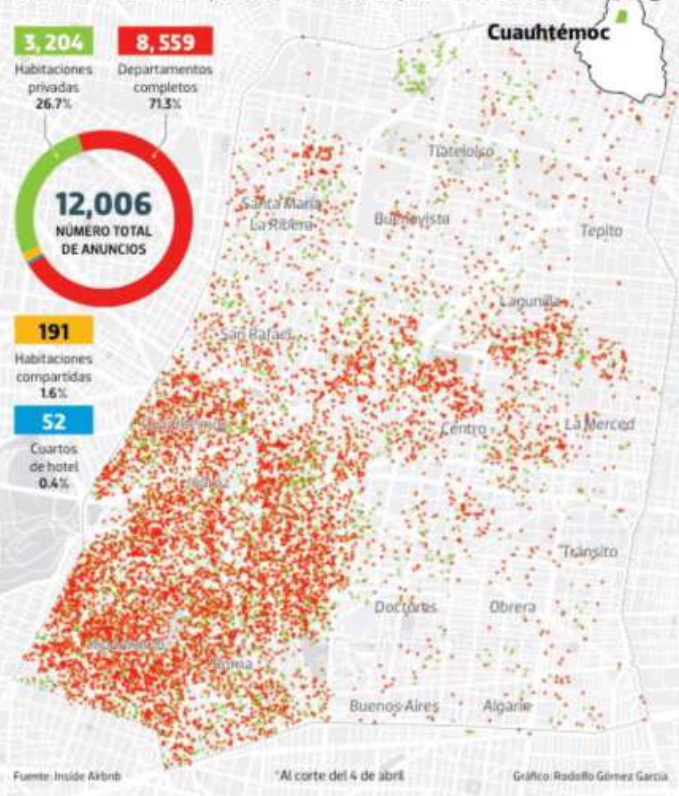 Cuauhtémoc
3,204
Habitaciones
privadas
26.7%
8,559
Departamentos
completos
71.3%
12,006
NÚMERO TOTAL
DE ANUNCIOS
191
Habitaciones
compartidas
1.6%
52
Cuartos
de hotel
0.4%
Tlatelolco
Santa María
La Ribera
Buenavista
Tepito
Lagunilla
San Rafael
Cuauhtémoc
Centro
La Merced
Tránsito
Doctores
Obrera
Roma
Buenos Aires
Algarín
Fuente: Inside Airbnb
*Al corte del 4 de abril
Gráfico: Rodolfo Gómez García